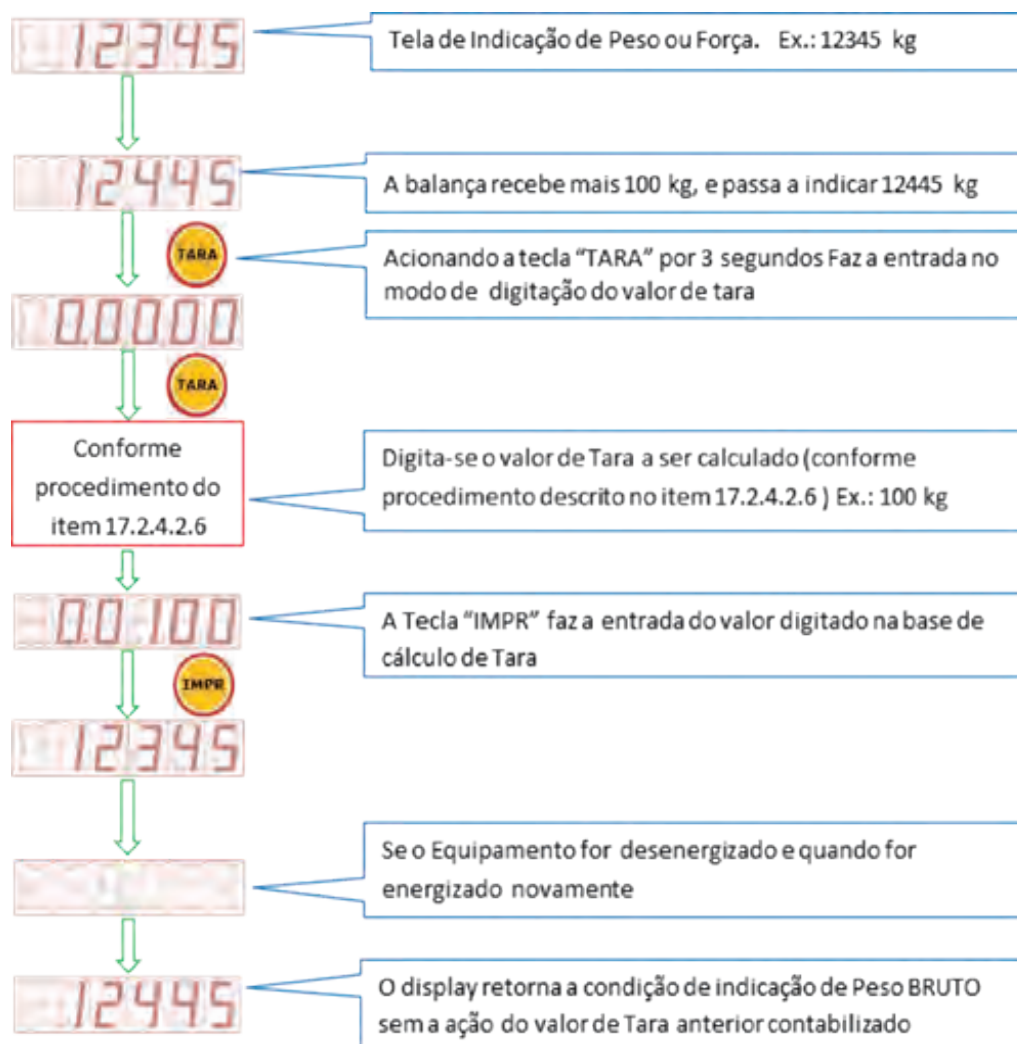 12345
Tela de Indicação de Peso ou Força. Ex.: 12345 kg
12445
A balança recebe mais 100 kg, e passa a indicar 12445 kg
TARA
Acionando a tecla “TARA” por 3 segundos Faz a entrada no
modo de digitação do valor de tara
0.0000
TARA
Conforme
procedimento do
item 17.2.4.2.6
Digita-se o valor de Tara a ser calculado (conforme
procedimento descrito no item 17.2.4.2.6 ) Ex.: 100 kg
0.0100
A Tecla “IMPR” faz a entrada do valor digitado na base de
cálculo de Tara
IMPR
12345
Se o Equipamento for desenergizado e quando for
energizado novamente
12445
O display retorna a condição de indicação de Peso BRUTO
sem a ação do valor de Tara anterior contabilizado